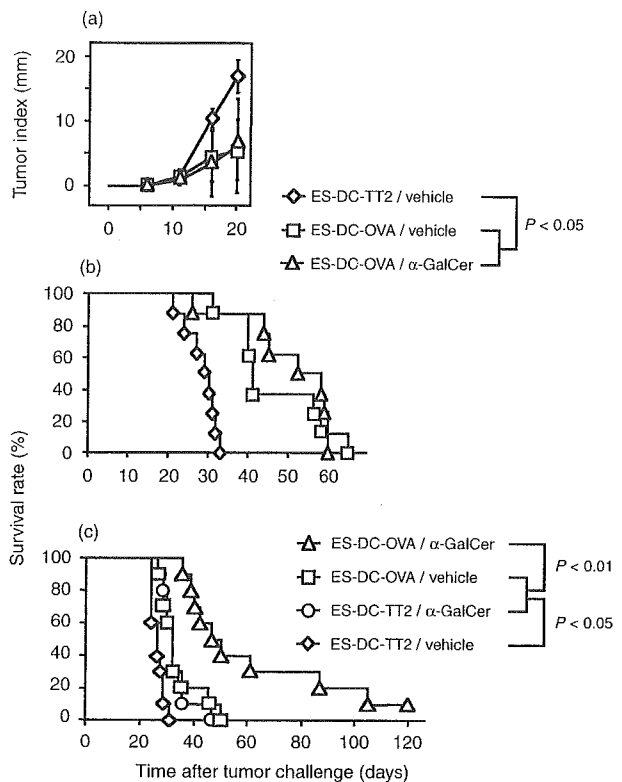 (a)
Tumor index (mm)
20
10
0
0 10 20
ES-DC-TT2 / vehicle
ES-DC-OVA / vehicle
ES-DC-OVA / α-GalCer
P < 0.05
(b)
Survival rate (%)
100
80
60
40
20
0
0 10 20 30 40 50 60
(c)
ES-DC-OVA / α-GalCer
ES-DC-OVA / vehicle
ES-DC-TT2 / α-GalCer
ES-DC-TT2 / vehicle
P < 0.01
P < 0.05
100
80
60
40
20
0
0 20 40 60 80 100 120
Time after tumor challenge (days)